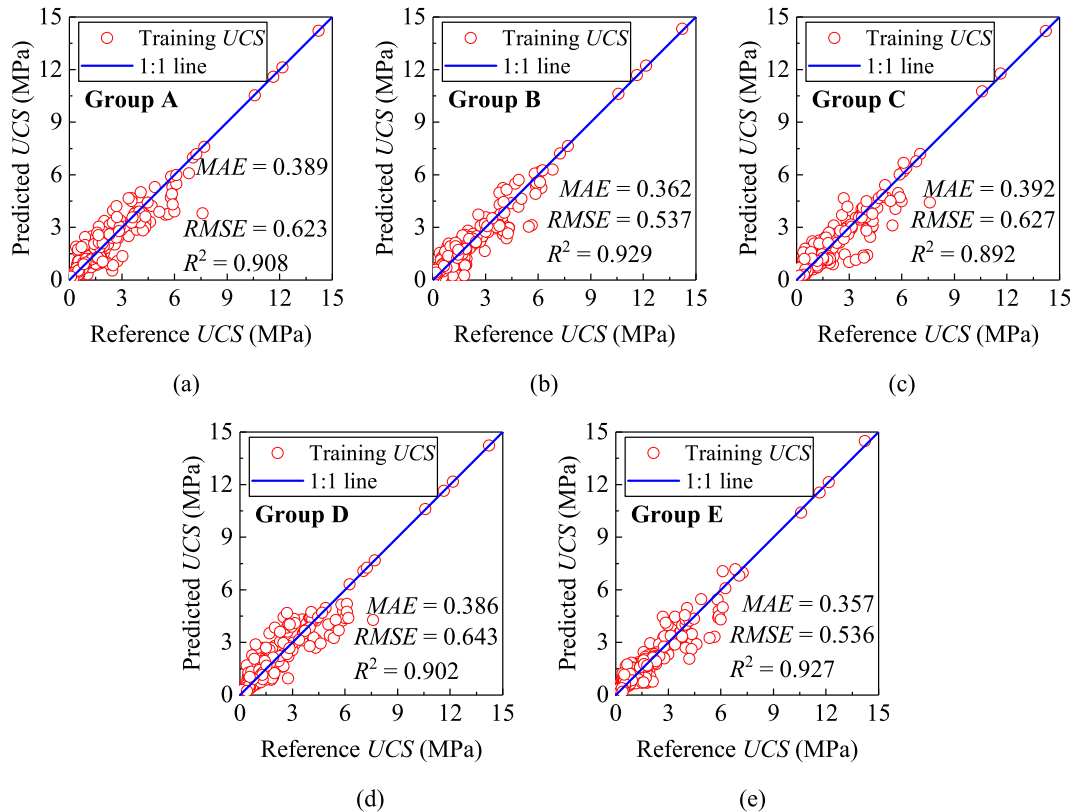 Training UCS
1:1 line
Group A
MAE = 0.389
RMSE = 0.623
R² = 0.908
Predicted UCS (MPa)
15
12
9
6
3
0
0 3 6 9 12 15
Reference UCS (MPa)
(a)
Training UCS
1:1 line
Group B
MAE = 0.362
RMSE = 0.537
R² = 0.929
Predicted UCS (MPa)
15
12
9
6
3
0
0 3 6 9 12 15
Reference UCS (MPa)
(b)
Training UCS
1:1 line
Group C
MAE = 0.392
RMSE = 0.627
R² = 0.892
Predicted UCS (MPa)
15
12
9
6
3
0
0 3 6 9 12 15
Reference UCS (MPa)
(c)
Training UCS
1:1 line
Group D
MAE = 0.386
RMSE = 0.643
R² = 0.902
Predicted UCS (MPa)
15
12
9
6
3
0
0 3 6 9 12 15
Reference UCS (MPa)
(d)
Training UCS
1:1 line
Group E
MAE = 0.357
RMSE = 0.536
R² = 0.927
Predicted UCS (MPa)
15
12
9
6
3
0
0 3 6 9 12 15
Reference UCS (MPa)
(e)